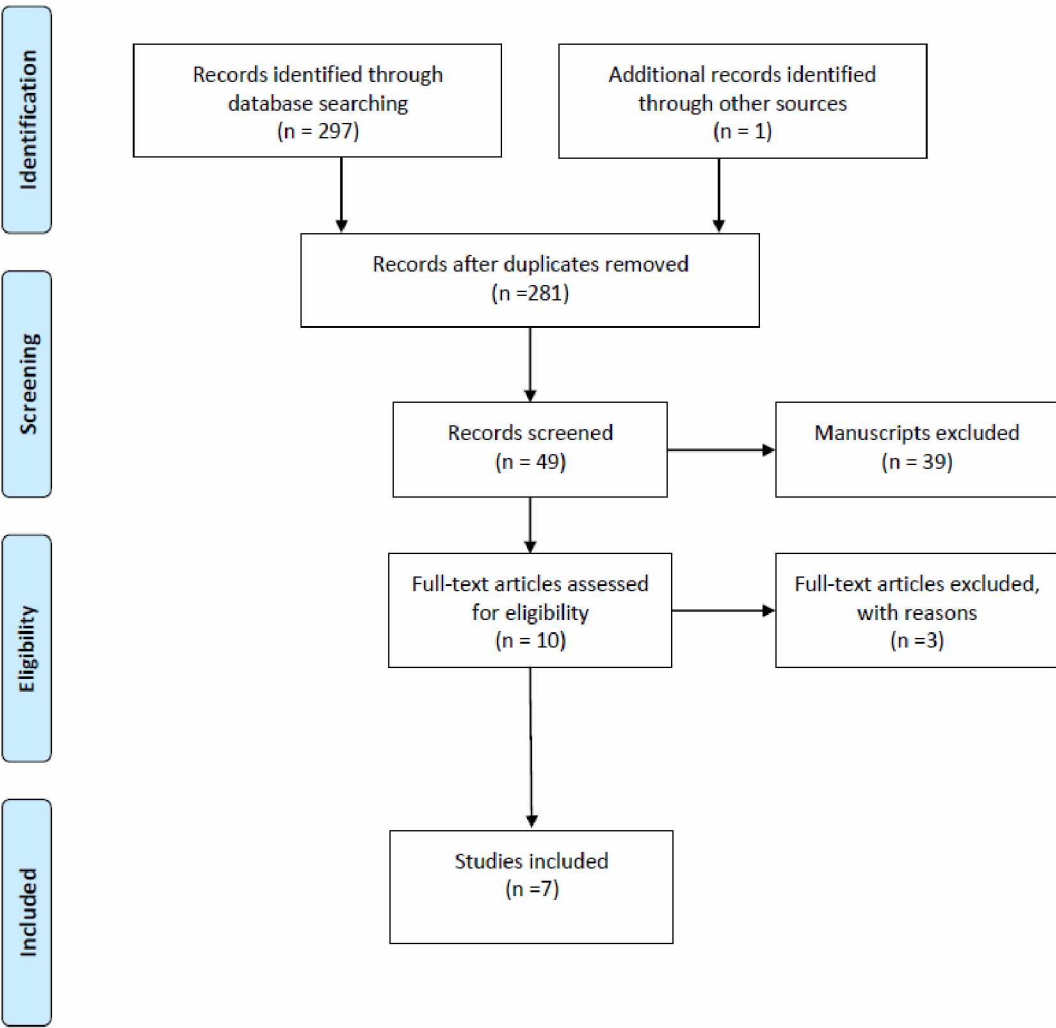 Identification
Records identified through
database searching
(n = 297)
Additional records identified
through other sources
(n = 1)
Records after duplicates removed
(n =281)
Screening
Records screened
(n = 49)
Manuscripts excluded
(n = 39)
Eligibility
Full-text articles assessed
for eligibility
(n = 10)
Full-text articles excluded,
with reasons
(n =3)
Included
Studies included
(n =7)